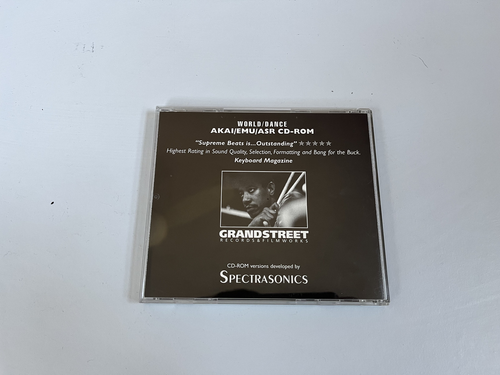 WORLD/DANCE
AKAI/EMU/ASR CD-ROM
"Supreme Beats is...Outstanding" ★★★★★
Highest Rating in Sound Quality, Selection, Formatting and Bang for the Buck.
Keyboard Magazine
GRANDSTREET
RECORDS&FILMWORKS
CD-ROM versions developed by
SPECTRASONICS